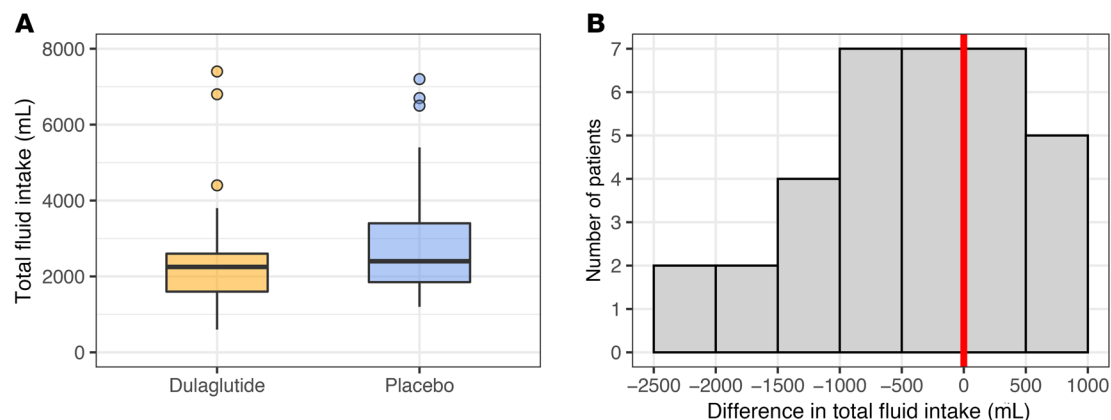 A
Total fluid intake (mL)
8000
6000
4000
2000
0
Dulaglutide Placebo
B
Number of patients
7
6
5
4
3
2
1
0
−2500 −2000 −1500 −1000 −500 0 500 1000
Difference in total fluid intake (mL)